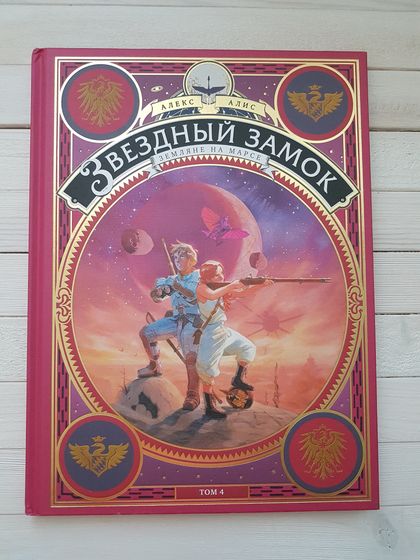 АЛЕКС АЛИС
ЗВЕЗДНЫЙ ЗАМОК
ЗЕМЛЯНЕ НА МАРСЕ
ТОМ 4